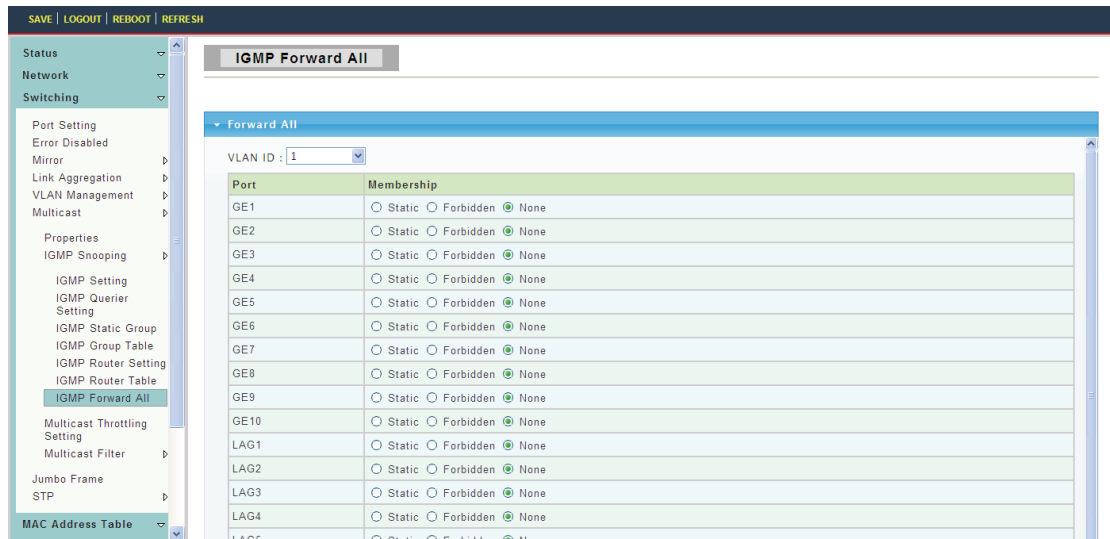 SAVE | LOGOUT | REBOOT | REFRESH
Status
Network
Switching
Port Setting
Error Disabled
Mirror
Link Aggregation
VLAN Management
Multicast
Properties
IGMP Snooping
IGMP Setting
IGMP Querier
Setting
IGMP Static Group
IGMP Group Table
IGMP Router Setting
IGMP Router Table
IGMP Forward All
Multicast Throttling
Setting
Multicast Filter
Jumbo Frame
STP
MAC Address Table
IGMP Forward All
Forward All
VLAN ID : 1
Port Membership
GE1 Static Forbidden None
GE2 Static Forbidden None
GE3 Static Forbidden None
GE4 Static Forbidden None
GE5 Static Forbidden None
GE6 Static Forbidden None
GE7 Static Forbidden None
GE8 Static Forbidden None
GE9 Static Forbidden None
GE10 Static Forbidden None
LAG1 Static Forbidden None
LAG2 Static Forbidden None
LAG3 Static Forbidden None
LAG4 Static Forbidden None